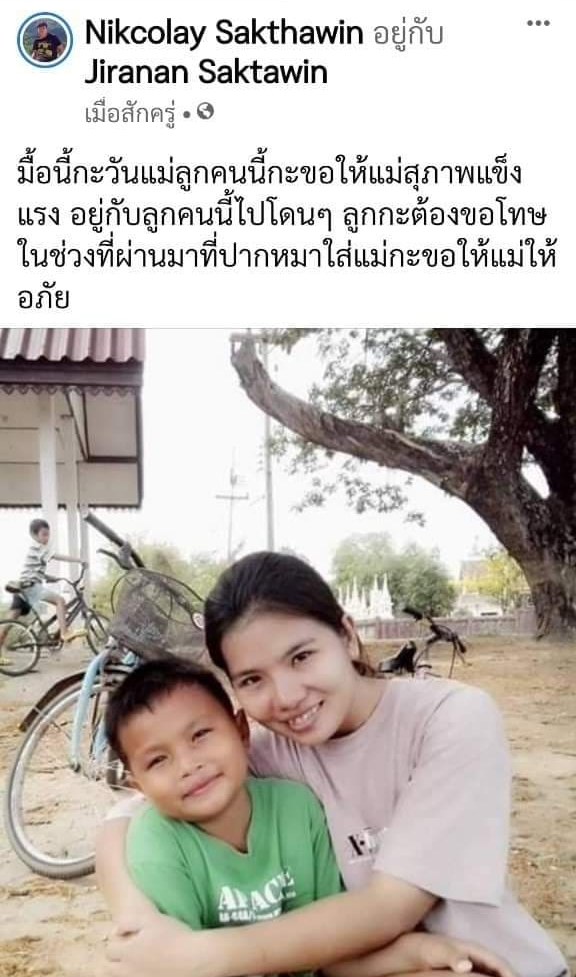 Nikcolay Sakthawin อยู่กับ
Jiranan Saktawin
เมื่อสักครู่ •
มื้อนี้กะวันแม่ลูกคนนี้กะขอให้แม่สุภาพแข็ง
แรง อยู่กับลูกคนนี้ไปโดนๆ ลูกกะต้องขอโทษ
ในช่วงที่ผ่านมาที่ปากหมาใส่แม่กะขอให้แม่ให้
อภัย